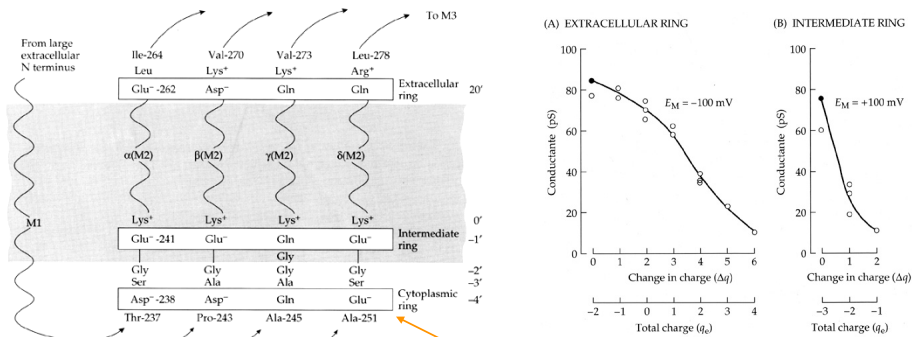 To M3
From large
extracellular
N terminus
Ile-264 Val-270 Val-273 Leu-278
Leu Lys⁺ Lys⁺ Arg⁺
Glu⁻ -262 Asp⁻ Gln Gln
Extracellular
ring
20′
α(M2) β(M2) γ(M2) δ(M2)
M1
Lys⁺ Lys⁺ Lys⁺ Lys⁺
0′
Glu⁻ -241 Glu⁻ Gln Glu⁻
Intermediate
ring
-1′
Gly
Gly Gly Gly Gly
-2′
Ser Ala Ala Ser
-3′
Asp⁻ -238 Asp⁻ Gln Glu⁻
Cytoplasmic
ring
-4′
Thr-237 Pro-243 Ala-245 Ala-251
(A) EXTRACELLULAR RING
Conductante (pS)
100
80
60
40
20
0
E_M = −100 mV
0 1 2 3 4 5 6
Change in charge (Δq)
−2 −1 0 1 2 3 4
Total charge (q_e)
(B) INTERMEDIATE RING
Conductante (pS)
100
80
60
40
20
0
E_M = +100 mV
0 1 2
Change in charge (Δq)
−3 −2 −1
Total charge (q_e)